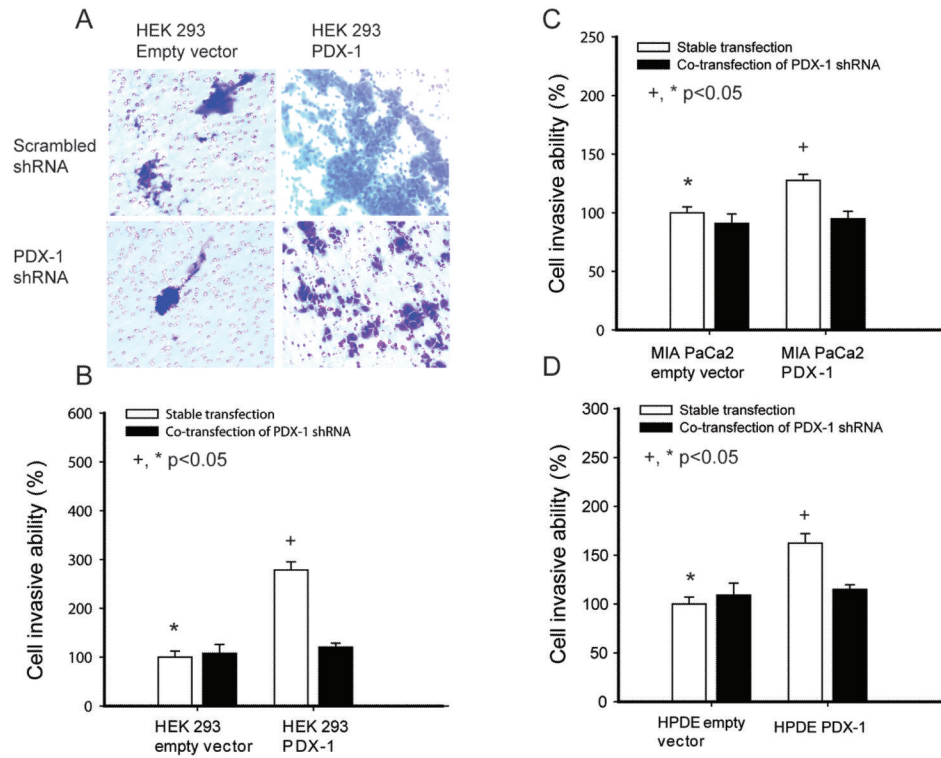 A
HEK 293
Empty vector
HEK 293
PDX-1
Scrambled
shRNA
PDX-1
shRNA
B
Cell invasive ability (%)
600
500
400
300
200
100
0
Stable transfection
Co-transfection of PDX-1 shRNA
+, * p<0.05
*
+
HEK 293
empty vector
HEK 293
PDX-1
C
Cell invasive ability (%)
250
200
150
100
50
0
Stable transfection
Co-transfection of PDX-1 shRNA
+, * p<0.05
*
+
MIA PaCa2
empty vector
MIA PaCa2
PDX-1
D
Cell invasive ability (%)
300
250
200
150
100
50
0
Stable transfection
Co-transfection of PDX-1 shRNA
+, * p<0.05
*
+
HPDE empty
vector
HPDE PDX-1